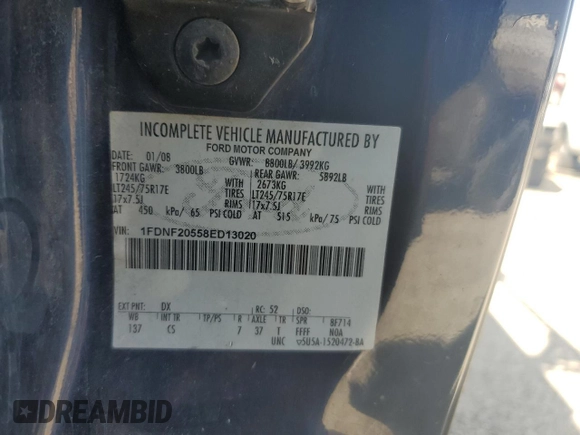 INCOMPLETE VEHICLE MANUFACTURED BY
FORD MOTOR COMPANY
DATE: 01/08 GVWR: 8800LB/ 3992KG
FRONT GAWR: 3800LB REAR GAWR: 5892LB
1724KG WITH 2673KG WITH
LT245/75R17E TIRES LT245/75R17E TIRES
17x7.5J RIMS 17x7.5J RIMS
AT 450 kPa/ 65 PSI COLD AT 515 kPa/ 75 PSI COLD
VIN: 1FDNF20558ED13020
EXT PNT: DX RC: 52 DSO:
WB INT TR TP/PS R AXLE TR SPR BF714
137 CS 7 37 T FFFF NOA
UNC 5U5A-1520472-BA
DREAMBID